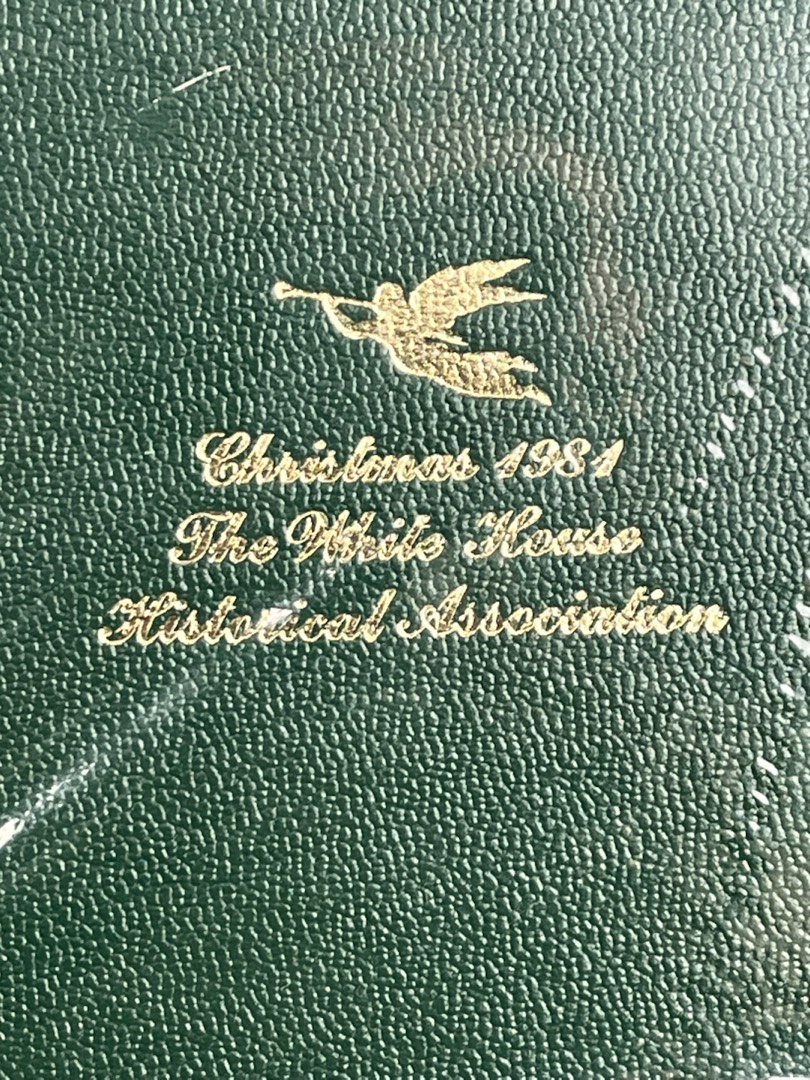 Christmas 1981
The White House
Historical Association